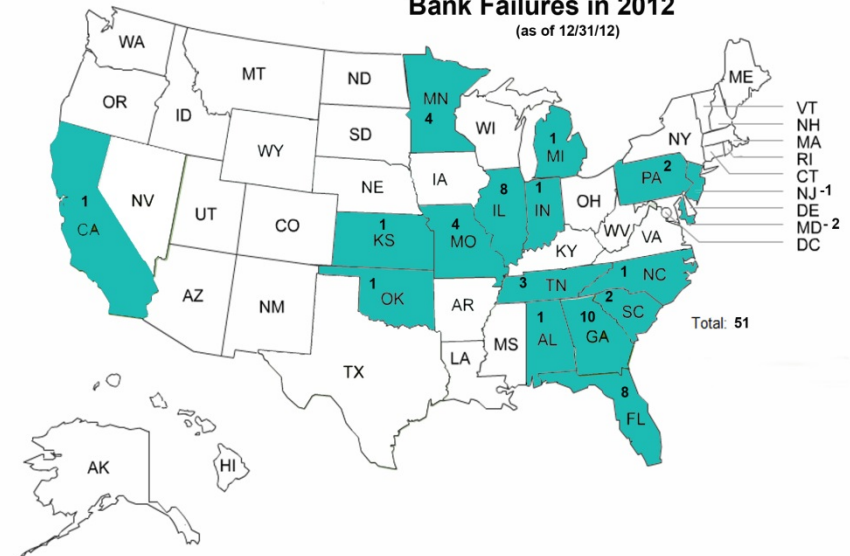 Bank Failures in 2012
(as of 12/31/12)
WA
MT
ND
MN
4
ME
OR
ID
SD
WI
1
MI
NY
VT
NH
MA
RI
CT
NJ -1
DE
MD- 2
DC
WY
IA
NE
8
IL
1
IN
OH
PA 2
1
CA
NV
UT
CO
1
KS
4
MO
WV
VA
KY
AZ
NM
1
OK
AR
3 TN
1 NC
2
SC
Total: 51
TX
LA
MS
1
AL
10
GA
8
FL
AK
HI